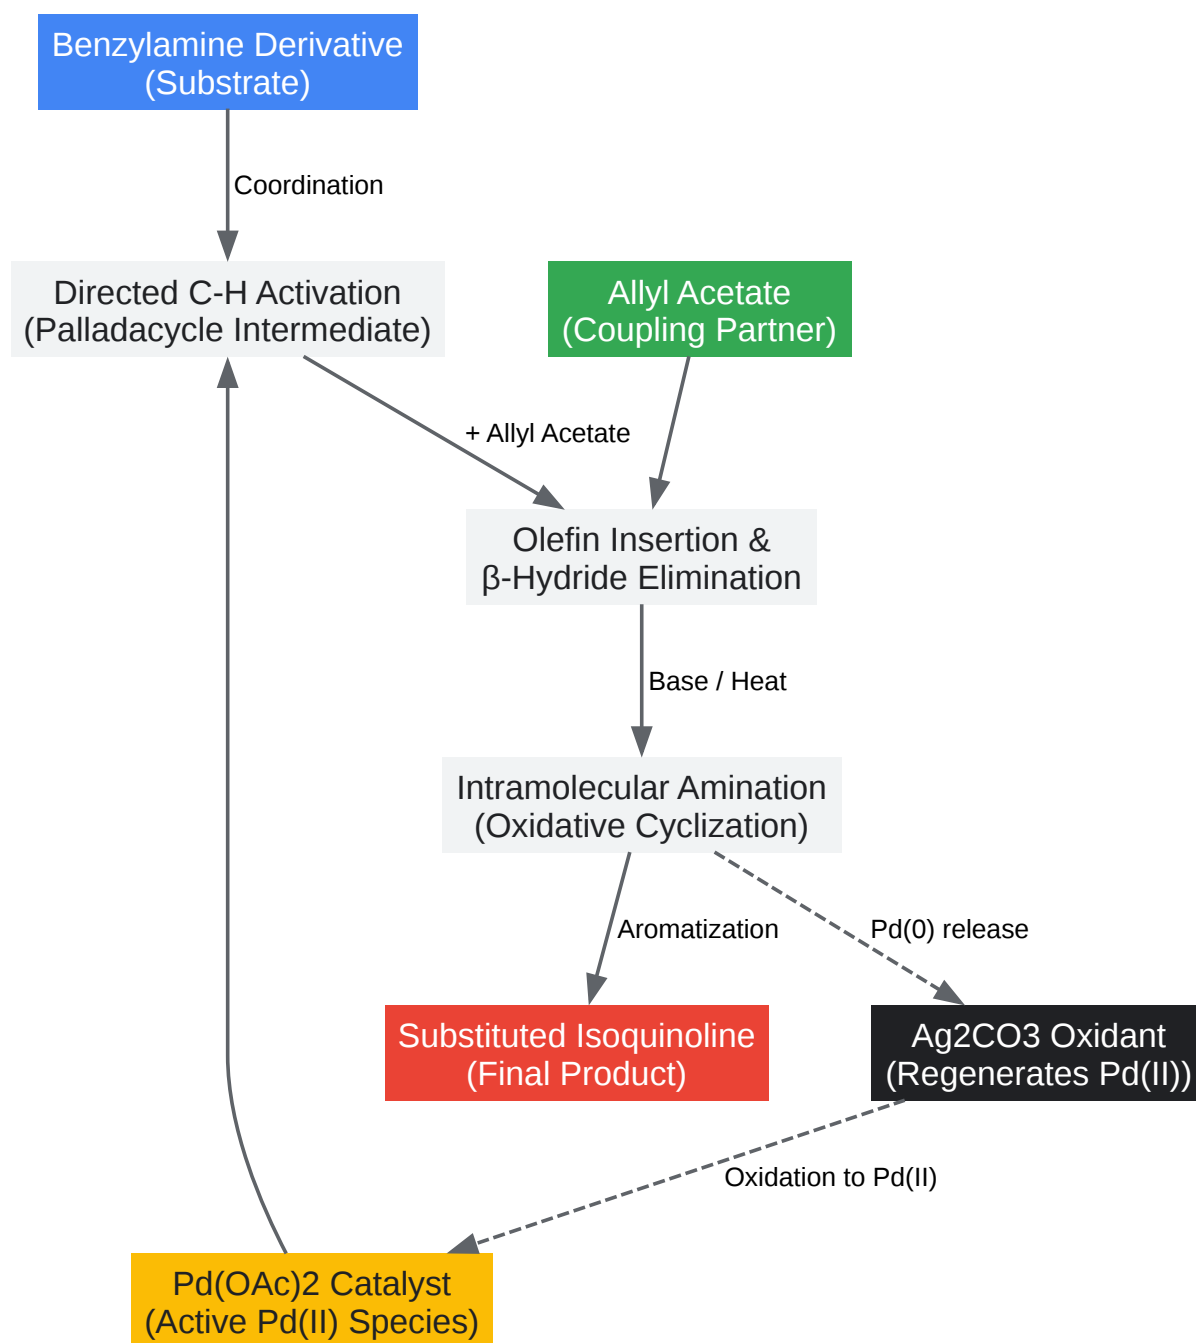 Benzylamine Derivative
(Substrate)
Coordination
Directed C-H Activation
(Palladacycle Intermediate)
Allyl Acetate
(Coupling Partner)
+ Allyl Acetate
Olefin Insertion &
β-Hydride Elimination
Base / Heat
Intramolecular Amination
(Oxidative Cyclization)
Aromatization
Pd(0) release
Substituted Isoquinoline
(Final Product)
Ag2CO3 Oxidant
(Regenerates Pd(II))
Oxidation to Pd(II)
Pd(OAc)2 Catalyst
(Active Pd(II) Species)